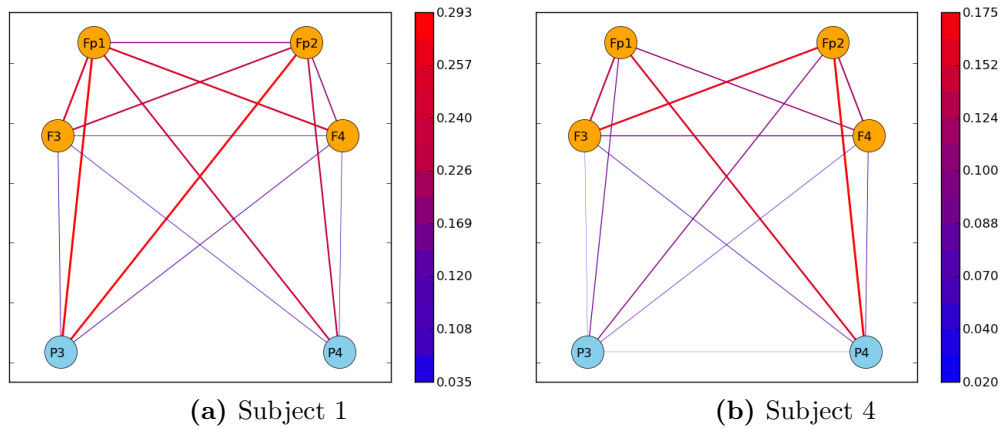 Fp1
Fp2
F3
F4
P3
P4
0.293
0.257
0.240
0.226
0.169
0.120
0.108
0.035
(a) Subject 1
Fp1
Fp2
F3
F4
P3
P4
0.175
0.152
0.124
0.100
0.088
0.070
0.040
0.020
(b) Subject 4